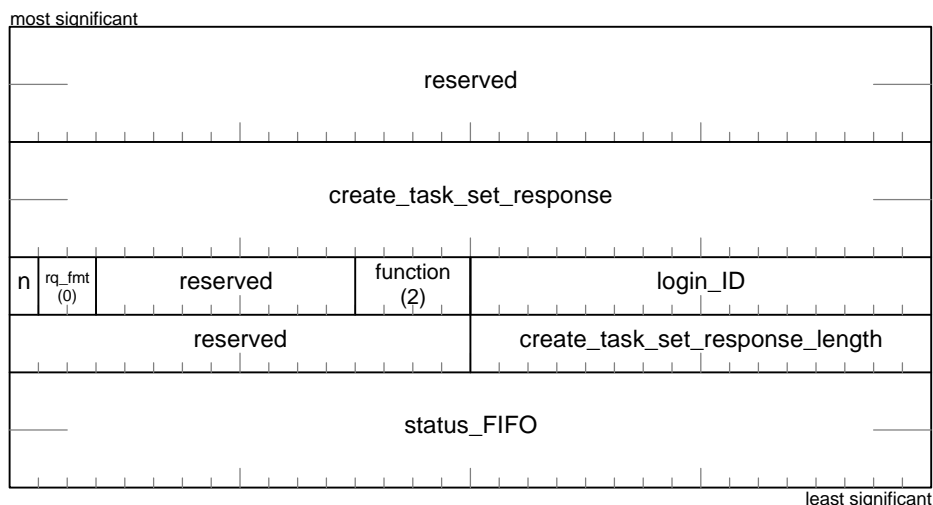 most significant
reserved
create_task_set_response
n rq_fmt (0) reserved function (2) login_ID
reserved create_task_set_response_length
status_FIFO
least significant